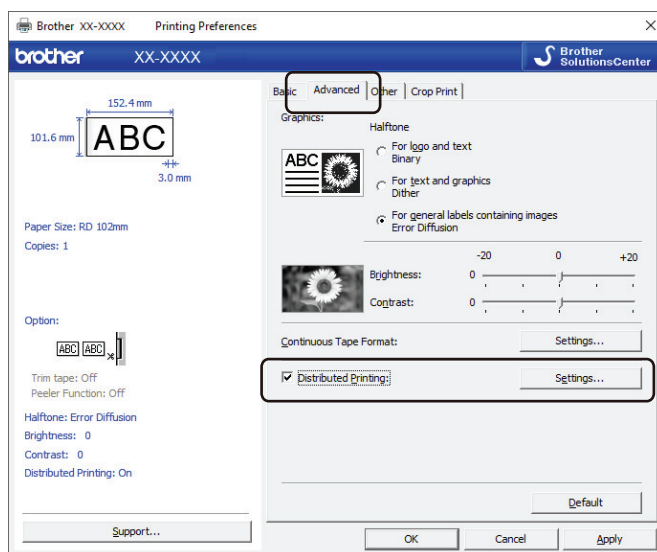 Brother XX-XXXX Printing Preferences
brother XX-XXXX
Brother
SolutionsCenter
152.4 mm
101.6 mm
ABC
3.0 mm
Paper Size: RD 102mm
Copies: 1
Option:
ABC ABC
Trim tape: Off
Peeler Function: Off
Halftone: Error Diffusion
Brightness: 0
Contrast: 0
Distributed Printing: On
Support...
Basic Advanced Other Crop Print
Graphics:
Halftone
ABC
For logo and text
Binary
For text and graphics
Dither
For general labels containing images
Error Diffusion
-20 0 +20
Brightness: 0
Contrast: 0
Continuous Tape Format: Settings...
Distributed Printing: Settings...
Default
OK Cancel Apply